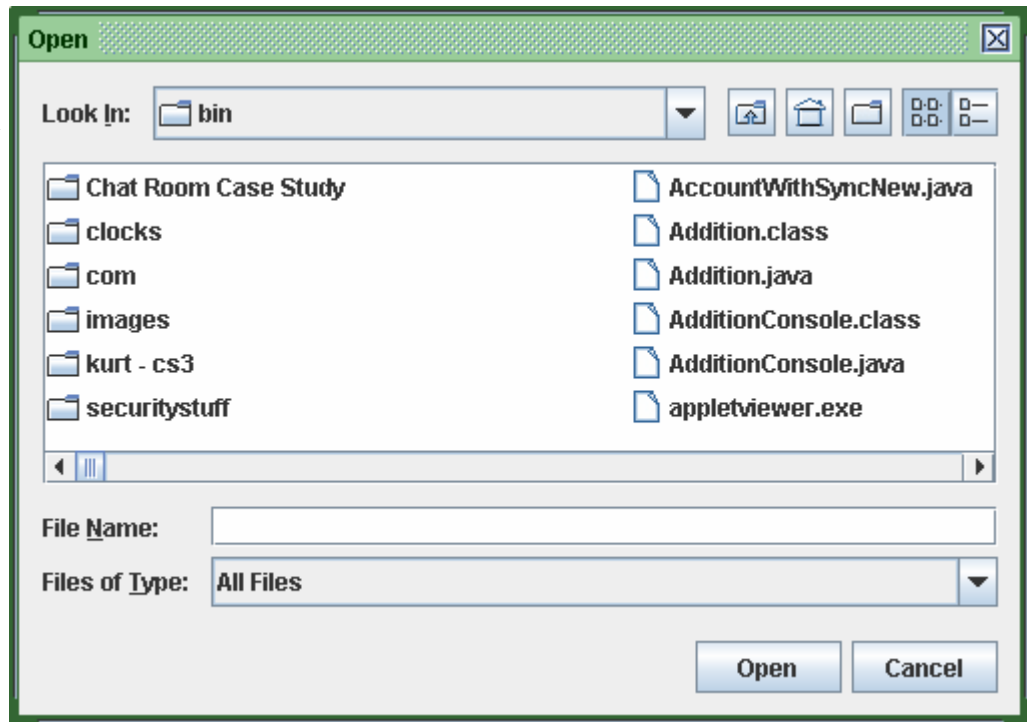 Open
Look In: bin
Chat Room Case Study
clocks
com
images
kurt - cs3
securitystuff
AccountWithSyncNew.java
Addition.class
Addition.java
AdditionConsole.class
AdditionConsole.java
appletviewer.exe
File Name:
Files of Type: All Files
Open Cancel